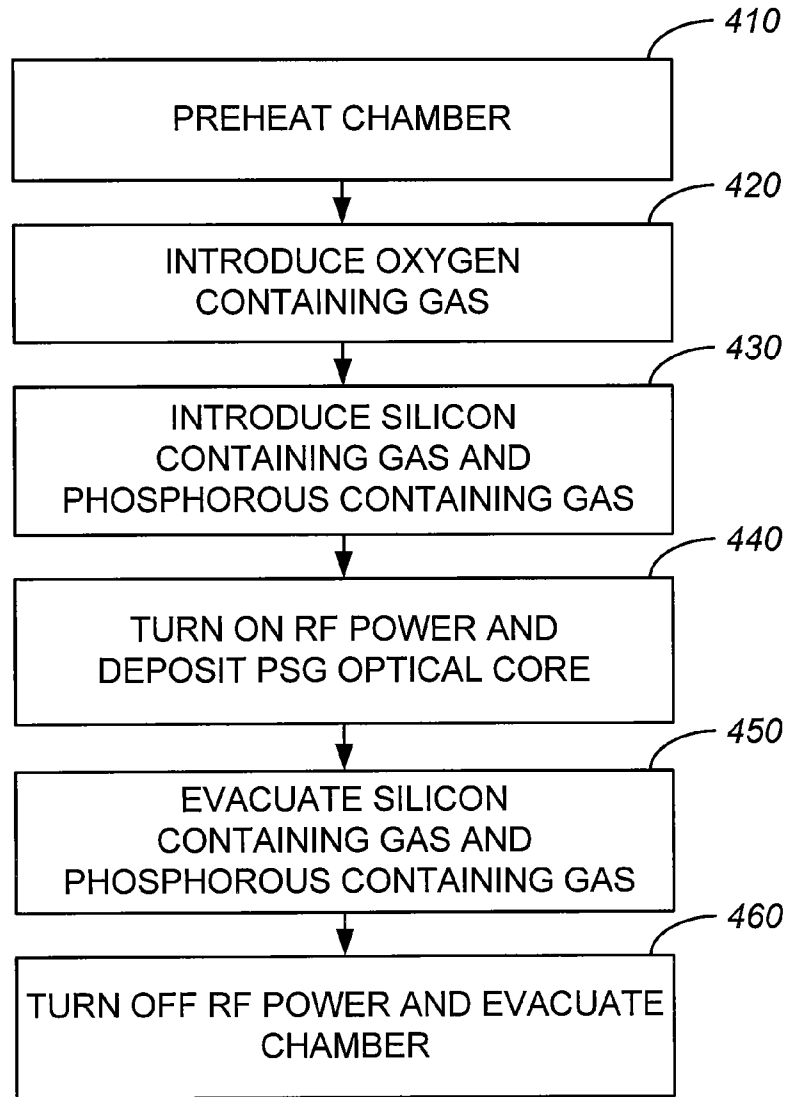 410
PREHEAT CHAMBER
420
INTRODUCE OXYGEN
CONTAINING GAS
430
INTRODUCE SILICON
CONTAINING GAS AND
PHOSPHOROUS CONTAINING GAS
440
TURN ON RF POWER AND
DEPOSIT PSG OPTICAL CORE
450
EVACUATE SILICON
CONTAINING GAS AND
PHOSPHOROUS CONTAINING GAS
460
TURN OFF RF POWER AND EVACUATE
CHAMBER